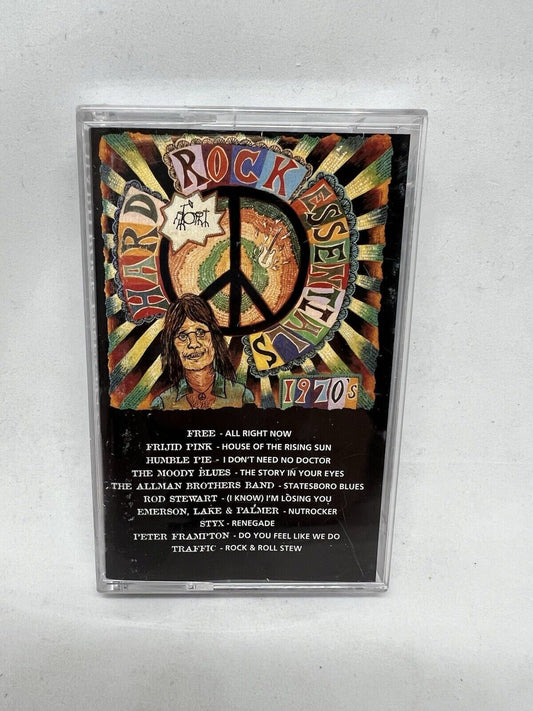 HARD ROCK ESSENTIALS
1970's
FREE - ALL RIGHT NOW
FRIJID PINK - HOUSE OF THE RISING SUN
HUMBLE PIE - I DON'T NEED NO DOCTOR
THE MOODY BLUES - THE STORY IN YOUR EYES
THE ALLMAN BROTHERS BAND - STATESBORO BLUES
ROD STEWART - (I KNOW) I'M LOSING YOU
EMERSON, LAKE & PALMER - NUTROCKER
STYX - RENEGADE
PETER FRAMPTON - DO YOU FEEL LIKE WE DO
TRAFFIC - ROCK & ROLL STEW